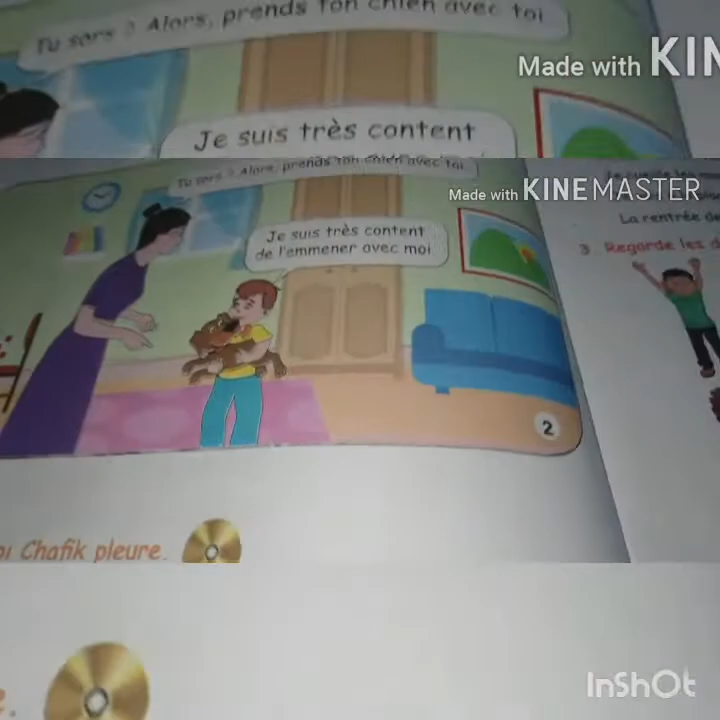 Tu sors ? Alors, prends ton chien avec toi
Made with KIN
Je suis très content
Tu sors ? Alors, prends ton chien avec toi
Made with KINEMASTER
Je suis très content
de l'emmener avec moi
La rentrée de
3 Regarde les d
2
oi Chafik pleure.
e.
InShOt